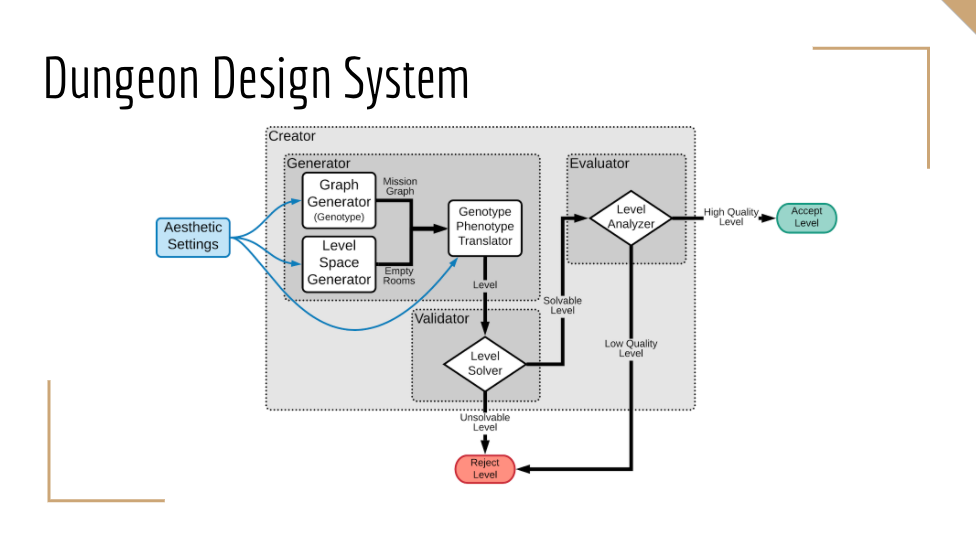 Dungeon Design System
Creator
Generator
Graph
Generator
(Genotype)
Mission
Graph
Level
Space
Generator
Empty
Rooms
Aesthetic
Settings
Genotype
Phenotype
Translator
Level
Validator
Level
Solver
Solvable
Level
Unsolvable
Level
Reject
Level
Evaluator
Level
Analyzer
High Quality
Level
Accept
Level
Low Quality
Level